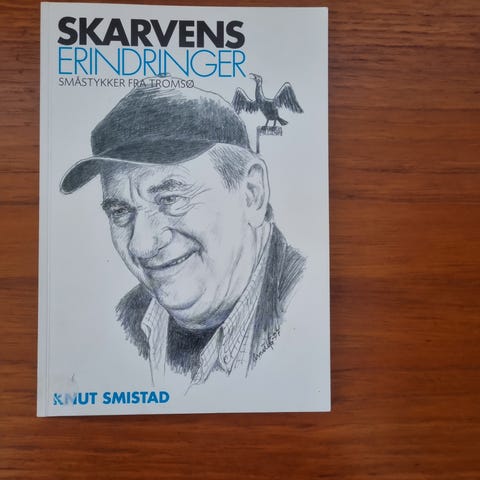 SKARVENS
ERINDRINGER
SMÅSTYKKER FRA TROMSØ
KNUT SMISTAD